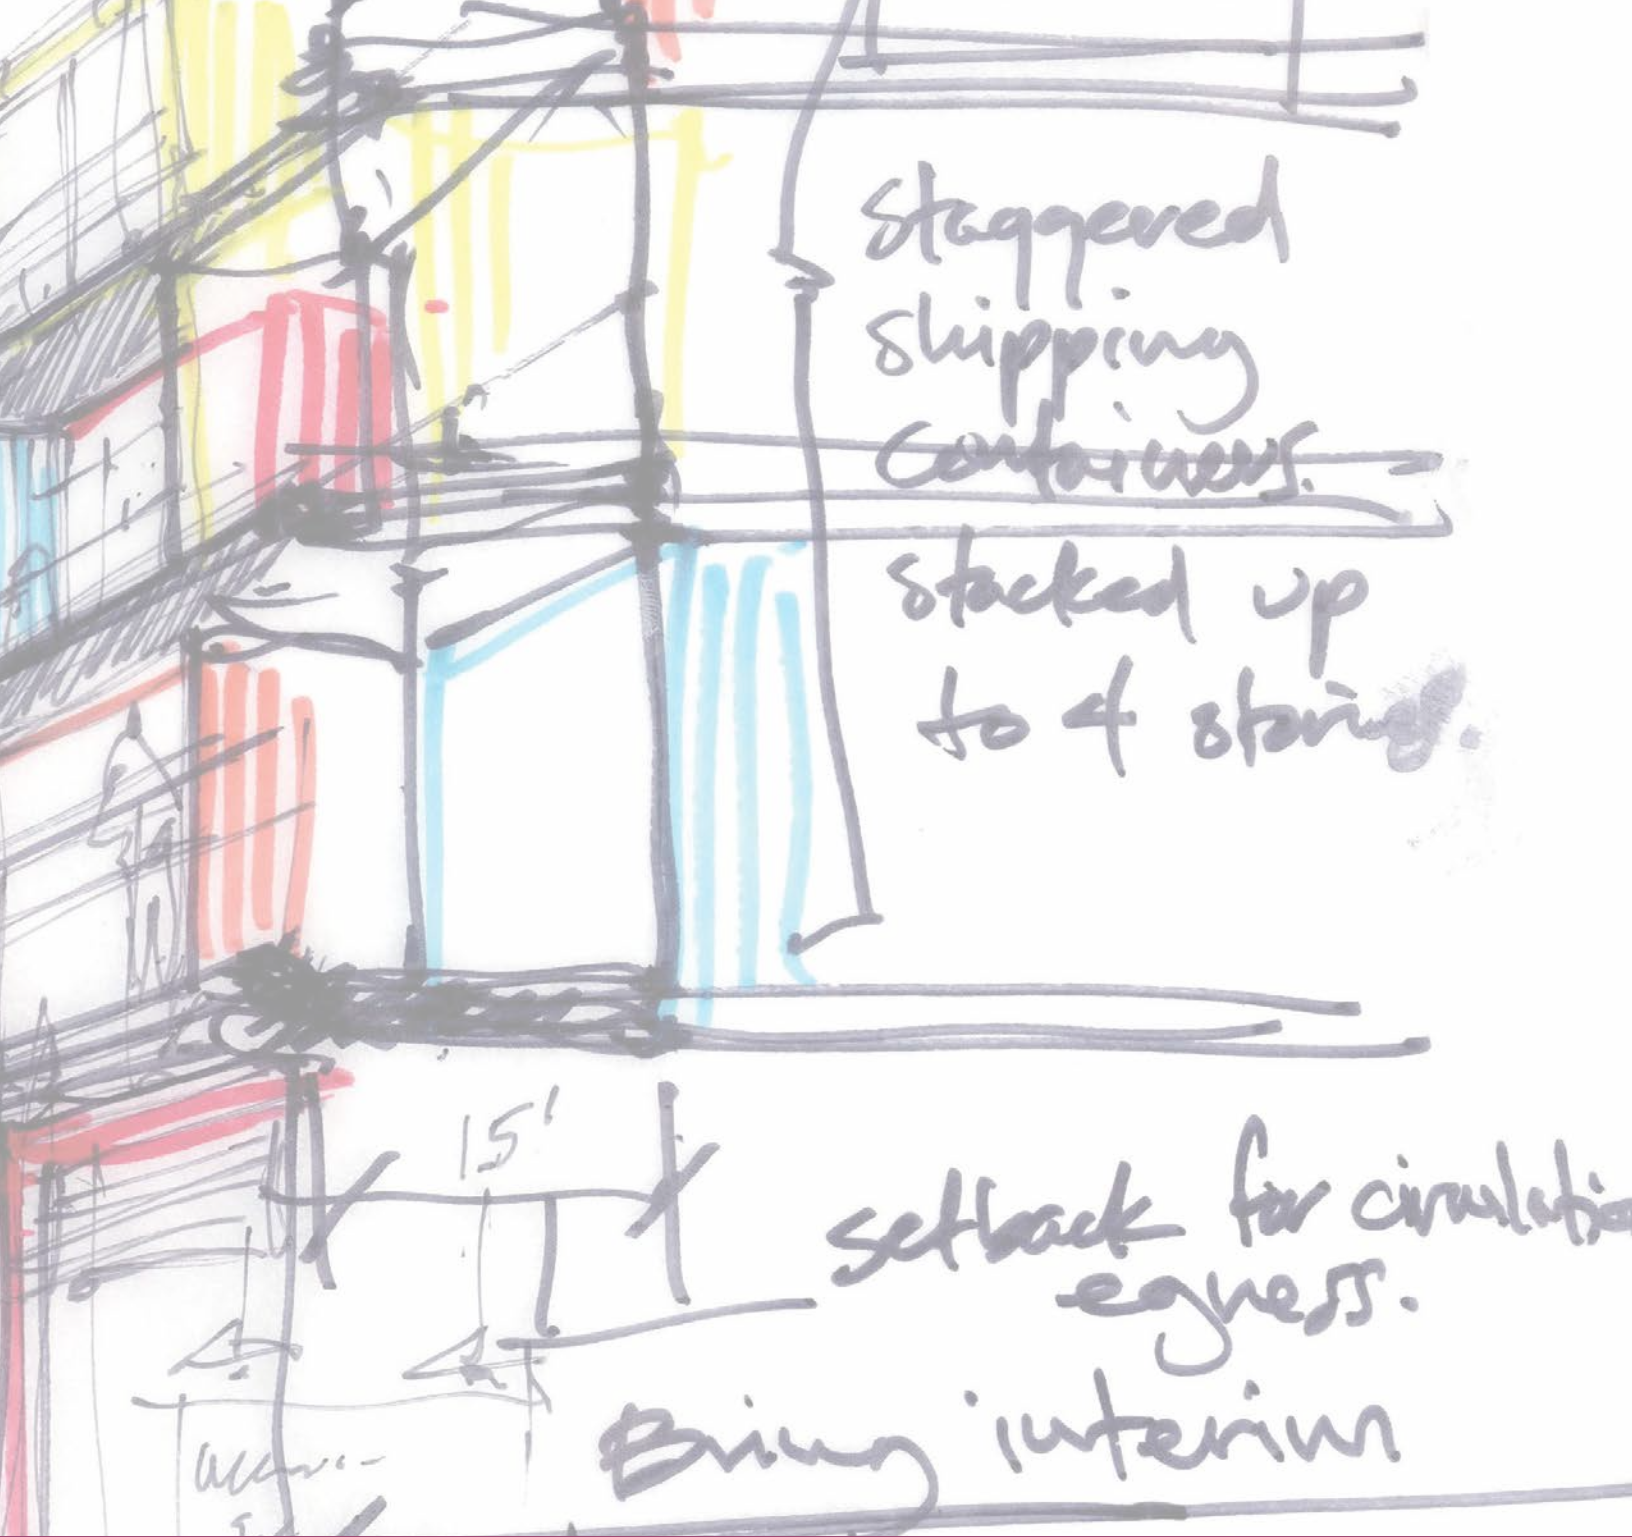 staggered
shipping
containers.
stacked up
to 4 stories.
15'
setback for circulation
egress.
Bring interim